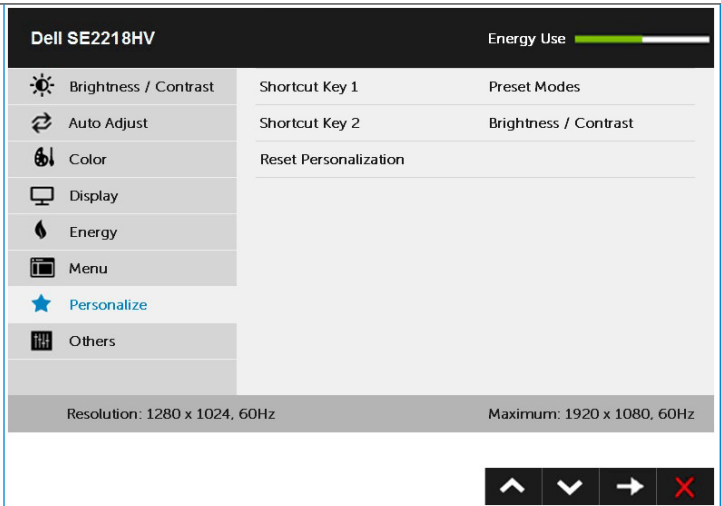 Dell SE2218HV Energy Use
Brightness / Contrast Shortcut Key 1 Preset Modes
Auto Adjust Shortcut Key 2 Brightness / Contrast
Color Reset Personalization
Display
Energy
Menu
Personalize
Others
Resolution: 1280 x 1024, 60Hz Maximum: 1920 x 1080, 60Hz